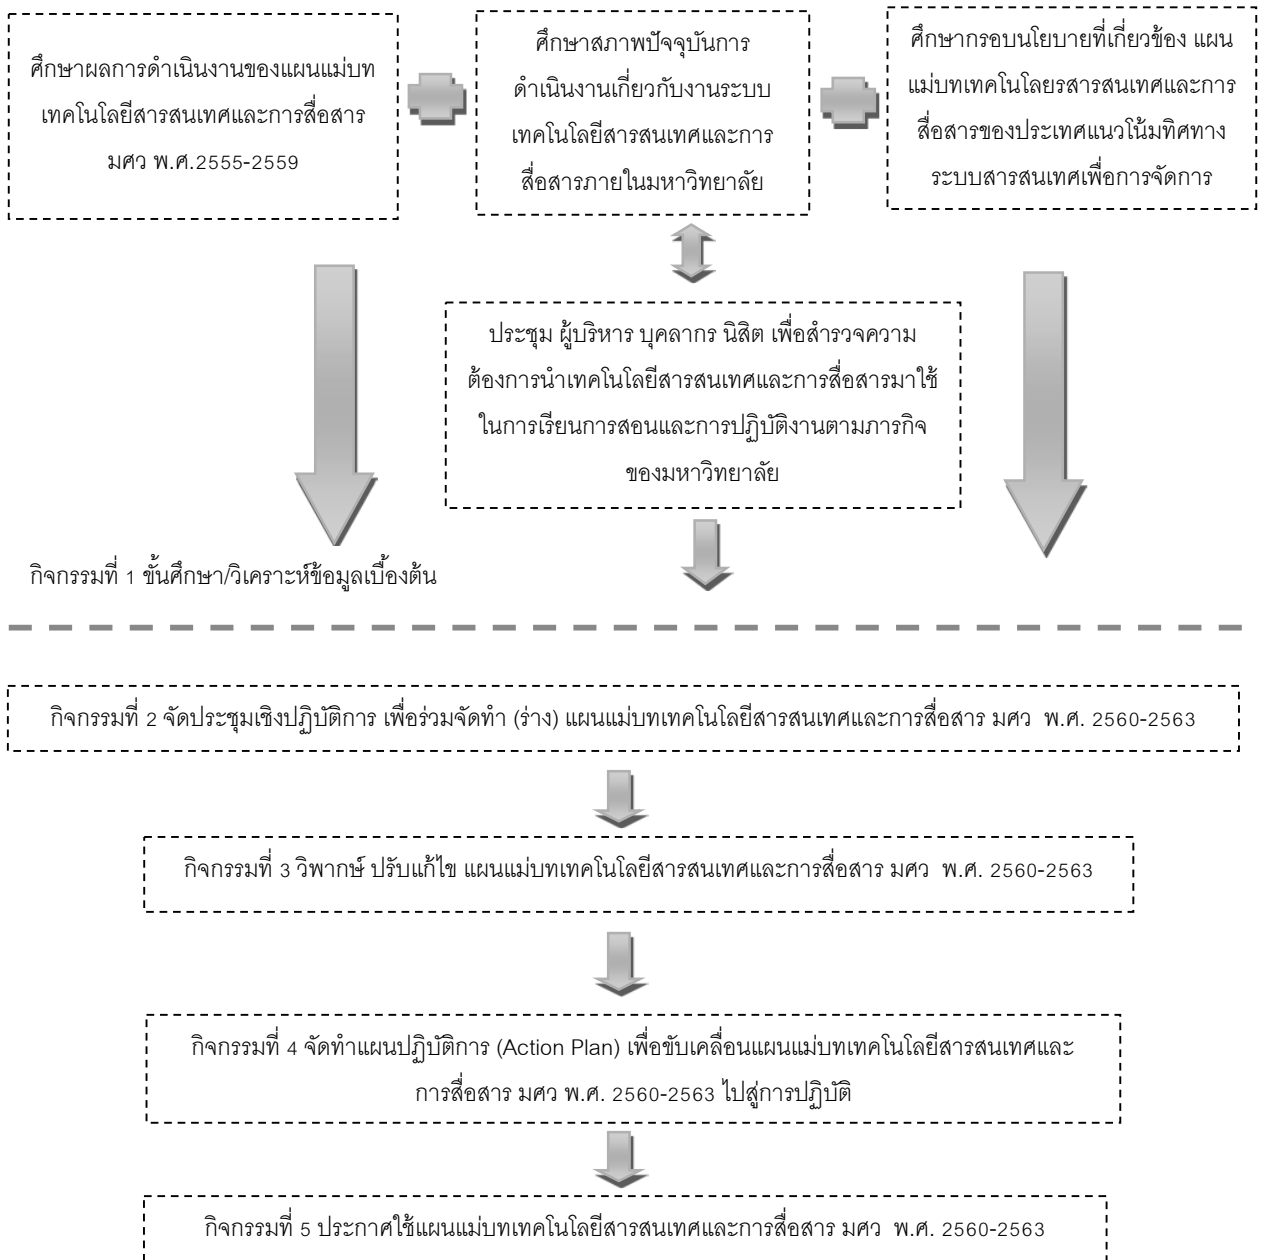 ศึกษาผลการดำเนินงานของแผนแม่บท
เทคโนโลยีสารสนเทศและการสื่อสาร
มศว พ.ศ.2555-2559
ศึกษาสภาพปัจจุบันการ
ดำเนินงานเกี่ยวกับงานระบบ
เทคโนโลยีสารสนเทศและการ
สื่อสารภายในมหาวิทยาลัย
ศึกษากรอบนโยบายที่เกี่ยวข้อง แผน
แม่บทเทคโนโลยรสารสนเทศและการ
สื่อสารของประเทศแนวโน้มทิศทาง
ระบบสารสนเทศเพื่อการจัดการ
ประชุม ผู้บริหาร บุคลากร นิสิต เพื่อสำรวจความ
ต้องการนำเทคโนโลยีสารสนเทศและการสื่อสารมาใช้
ในการเรียนการสอนและการปฏิบัติงานตามภารกิจ
ของมหาวิทยาลัย
กิจกรรมที่ 1 ขั้นศึกษา/วิเคราะห์ข้อมูลเบื้องต้น
กิจกรรมที่ 2 จัดประชุมเชิงปฏิบัติการ เพื่อร่วมจัดทำ (ร่าง) แผนแม่บทเทคโนโลยีสารสนเทศและการสื่อสาร มศว พ.ศ. 2560-2563
กิจกรรมที่ 3 วิพากษ์ ปรับแก้ไข แผนแม่บทเทคโนโลยีสารสนเทศและการสื่อสาร มศว พ.ศ. 2560-2563
กิจกรรมที่ 4 จัดทำแผนปฏิบัติการ (Action Plan) เพื่อขับเคลื่อนแผนแม่บทเทคโนโลยีสารสนเทศและ
การสื่อสาร มศว พ.ศ. 2560-2563 ไปสู่การปฏิบัติ
กิจกรรมที่ 5 ประกาศใช้แผนแม่บทเทคโนโลยีสารสนเทศและการสื่อสาร มศว พ.ศ. 2560-2563